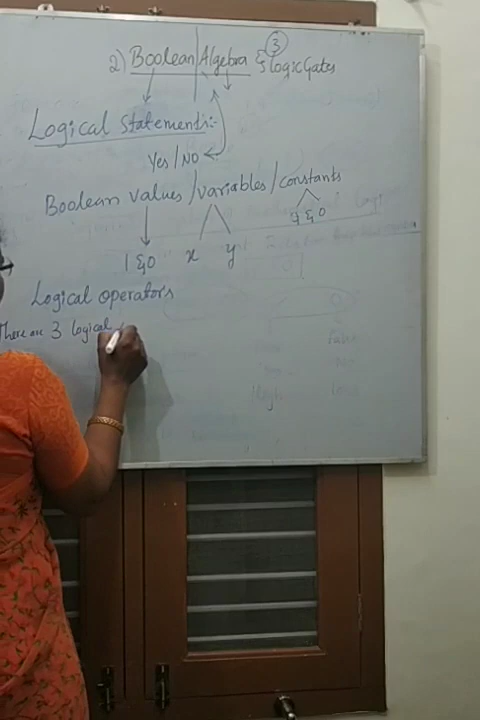 3
2) Boolean Algebra & Logic Gates
Logical Statements:-
Yes/NO
Boolean values/variables/constants
1 & 0 x y 1 & 0
Logical operators
There are 3 logical